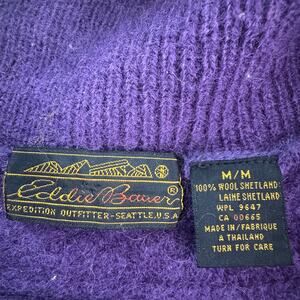 Eddie Bauer®
EXPEDITION OUTFITTER-SEATTLE,U.S.A
M/M
100% WOOL SHETLAND
LAINE SHETLAND
WPL 9647
CA 00665
MADE IN/FABRIQUE
A THAILAND
TURN FOR CARE